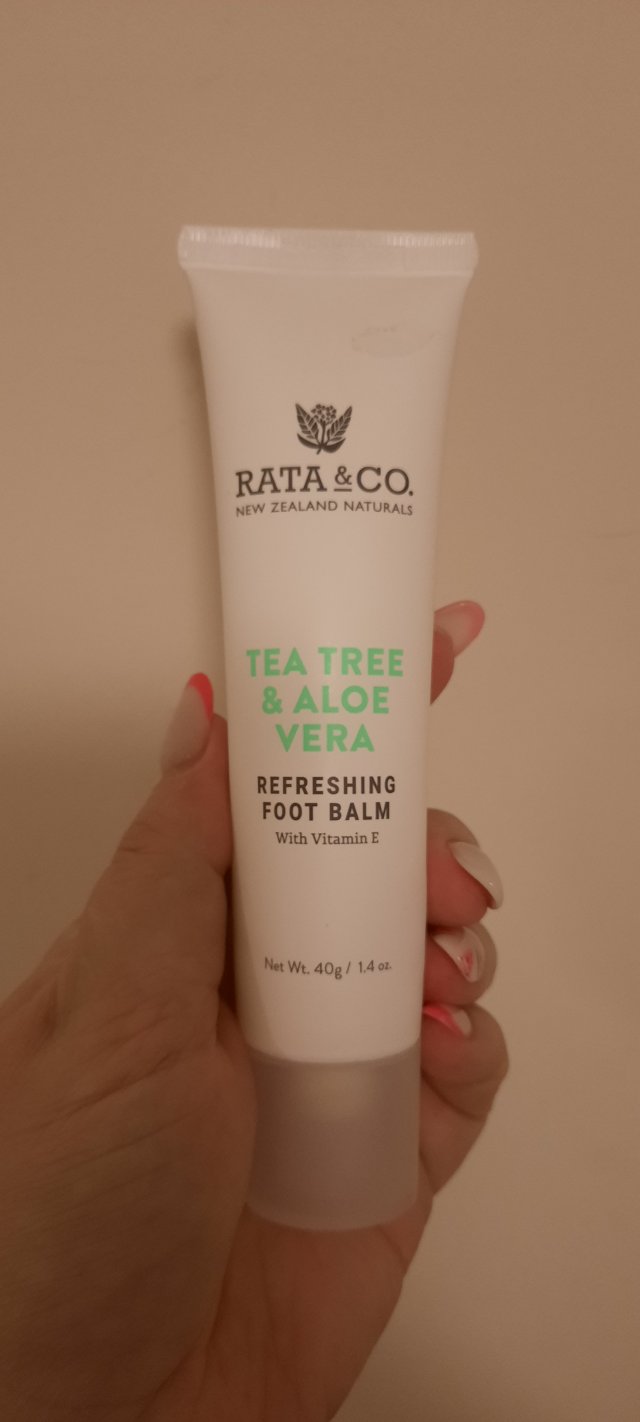 RATA & CO.
NEW ZEALAND NATURALS
TEA TREE
& ALOE
VERA
REFRESHING
FOOT BALM
With Vitamin E
Net Wt. 40g / 1.4 oz.